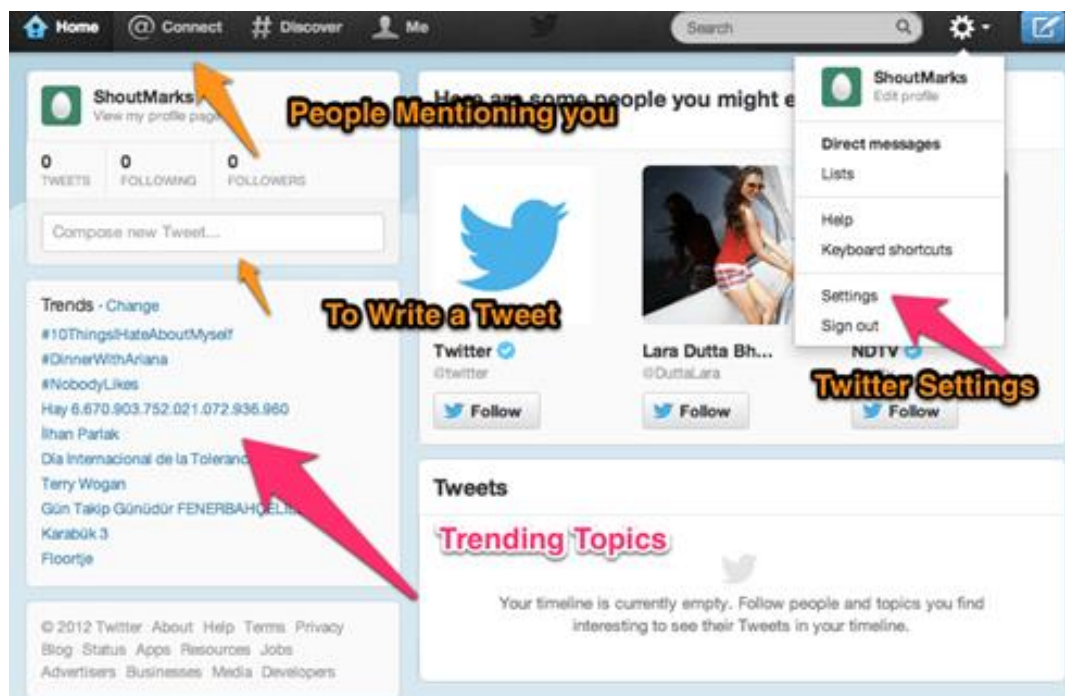 Home @ Connect # Discover Me Search
ShoutMarks
View my profile page
0 0 0
TWEETS FOLLOWING FOLLOWERS
Compose new Tweet...
Trends · Change
#10ThingsIHateAboutMyself
#DinnerWithAriana
#NobodyLikes
Hay 6.670.903.752.021.072.936.960
İlhan Parlak
Día Internacional de la Toleranc
Terry Wogan
Gün Takip Günüdür FENERBAHÇELİ
Karabük 3
Floortje
© 2012 Twitter About Help Terms Privacy
Blog Status Apps Resources Jobs
Advertisers Businesses Media Developers
Here are some people you might e
People Mentioning you
To Write a Tweet
Twitter
@twitter
Follow
Lara Dutta Bh...
@DuttaLara
Follow
NDTV
Follow
ShoutMarks
Edit profile
Direct messages
Lists
Help
Keyboard shortcuts
Settings
Sign out
Twitter Settings
Tweets
Trending Topics
Your timeline is currently empty. Follow people and topics you find
interesting to see their Tweets in your timeline.